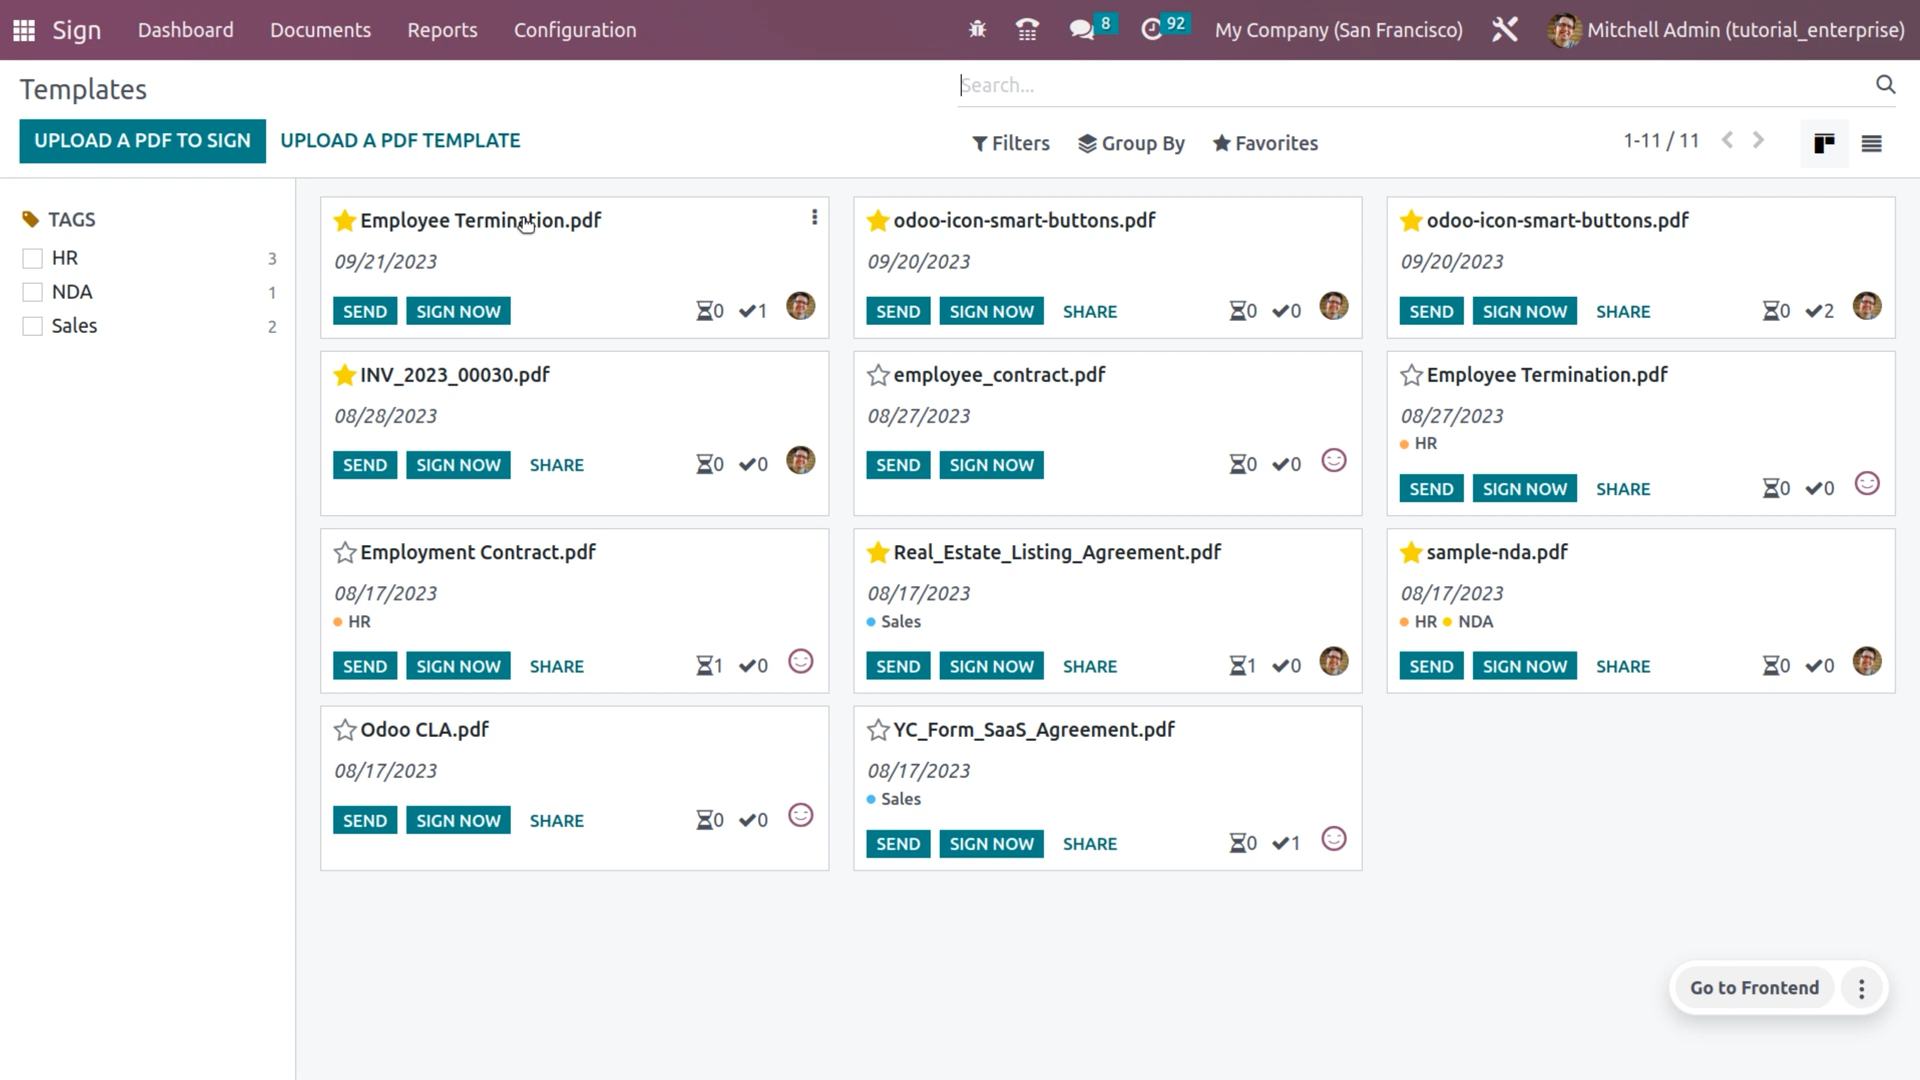 Sign Dashboard Documents Reports Configuration 8 92 My Company (San Francisco) Mitchell Admin (tutorial_enterprise)
Templates
Search...
UPLOAD A PDF TO SIGN UPLOAD A PDF TEMPLATE
Filters Group By Favorites 1-11 / 11
TAGS
HR 3
NDA 1
Sales 2
Employee Termination.pdf
09/21/2023
SEND SIGN NOW 0 1
odoo-icon-smart-buttons.pdf
09/20/2023
SEND SIGN NOW SHARE 0 0
odoo-icon-smart-buttons.pdf
09/20/2023
SEND SIGN NOW SHARE 0 2
INV_2023_00030.pdf
08/28/2023
SEND SIGN NOW SHARE 0 0
employee_contract.pdf
08/27/2023
SEND SIGN NOW 0 0
Employee Termination.pdf
08/27/2023
HR
SEND SIGN NOW SHARE 0 0
Employment Contract.pdf
08/17/2023
HR
SEND SIGN NOW SHARE 1 0
Real_Estate_Listing_Agreement.pdf
08/17/2023
Sales
SEND SIGN NOW SHARE 1 0
sample-nda.pdf
08/17/2023
HR NDA
SEND SIGN NOW SHARE 0 0
Odoo CLA.pdf
08/17/2023
SEND SIGN NOW SHARE 0 0
YC_Form_SaaS_Agreement.pdf
08/17/2023
Sales
SEND SIGN NOW SHARE 0 1
Go to Frontend